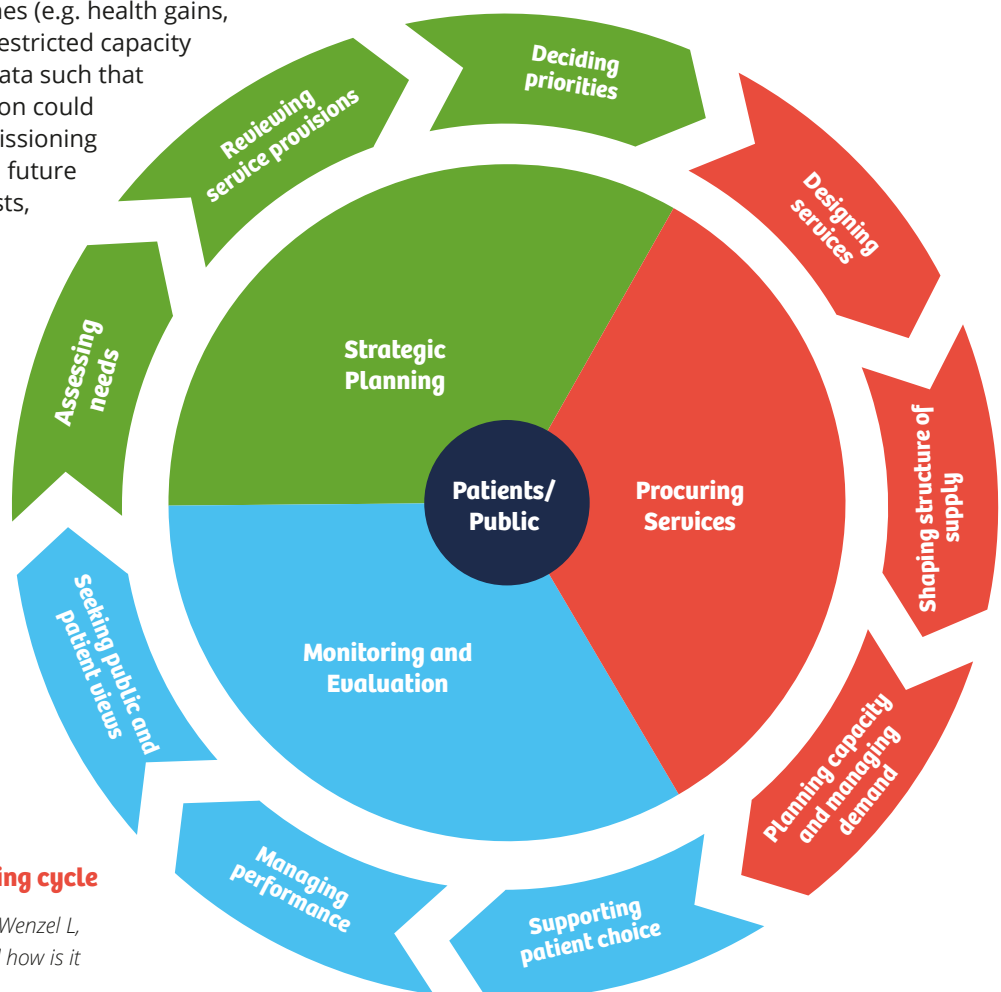 nes (e.g. health gains,
estricted capacity
ata such that
on could
issioning
future
sts,
Deciding
priorities
Reviewing
service provisions
Designing
services
Assessing
needs
Strategic
Planning
Patients/
Public
Procuring
Services
Shaping structure of
supply
Monitoring and
Evaluation
Seeking public and
patient views
Planning capacity
and managing
demand
Managing
performance
Supporting
patient choice
ing cycle
Wenzel L,
how is it